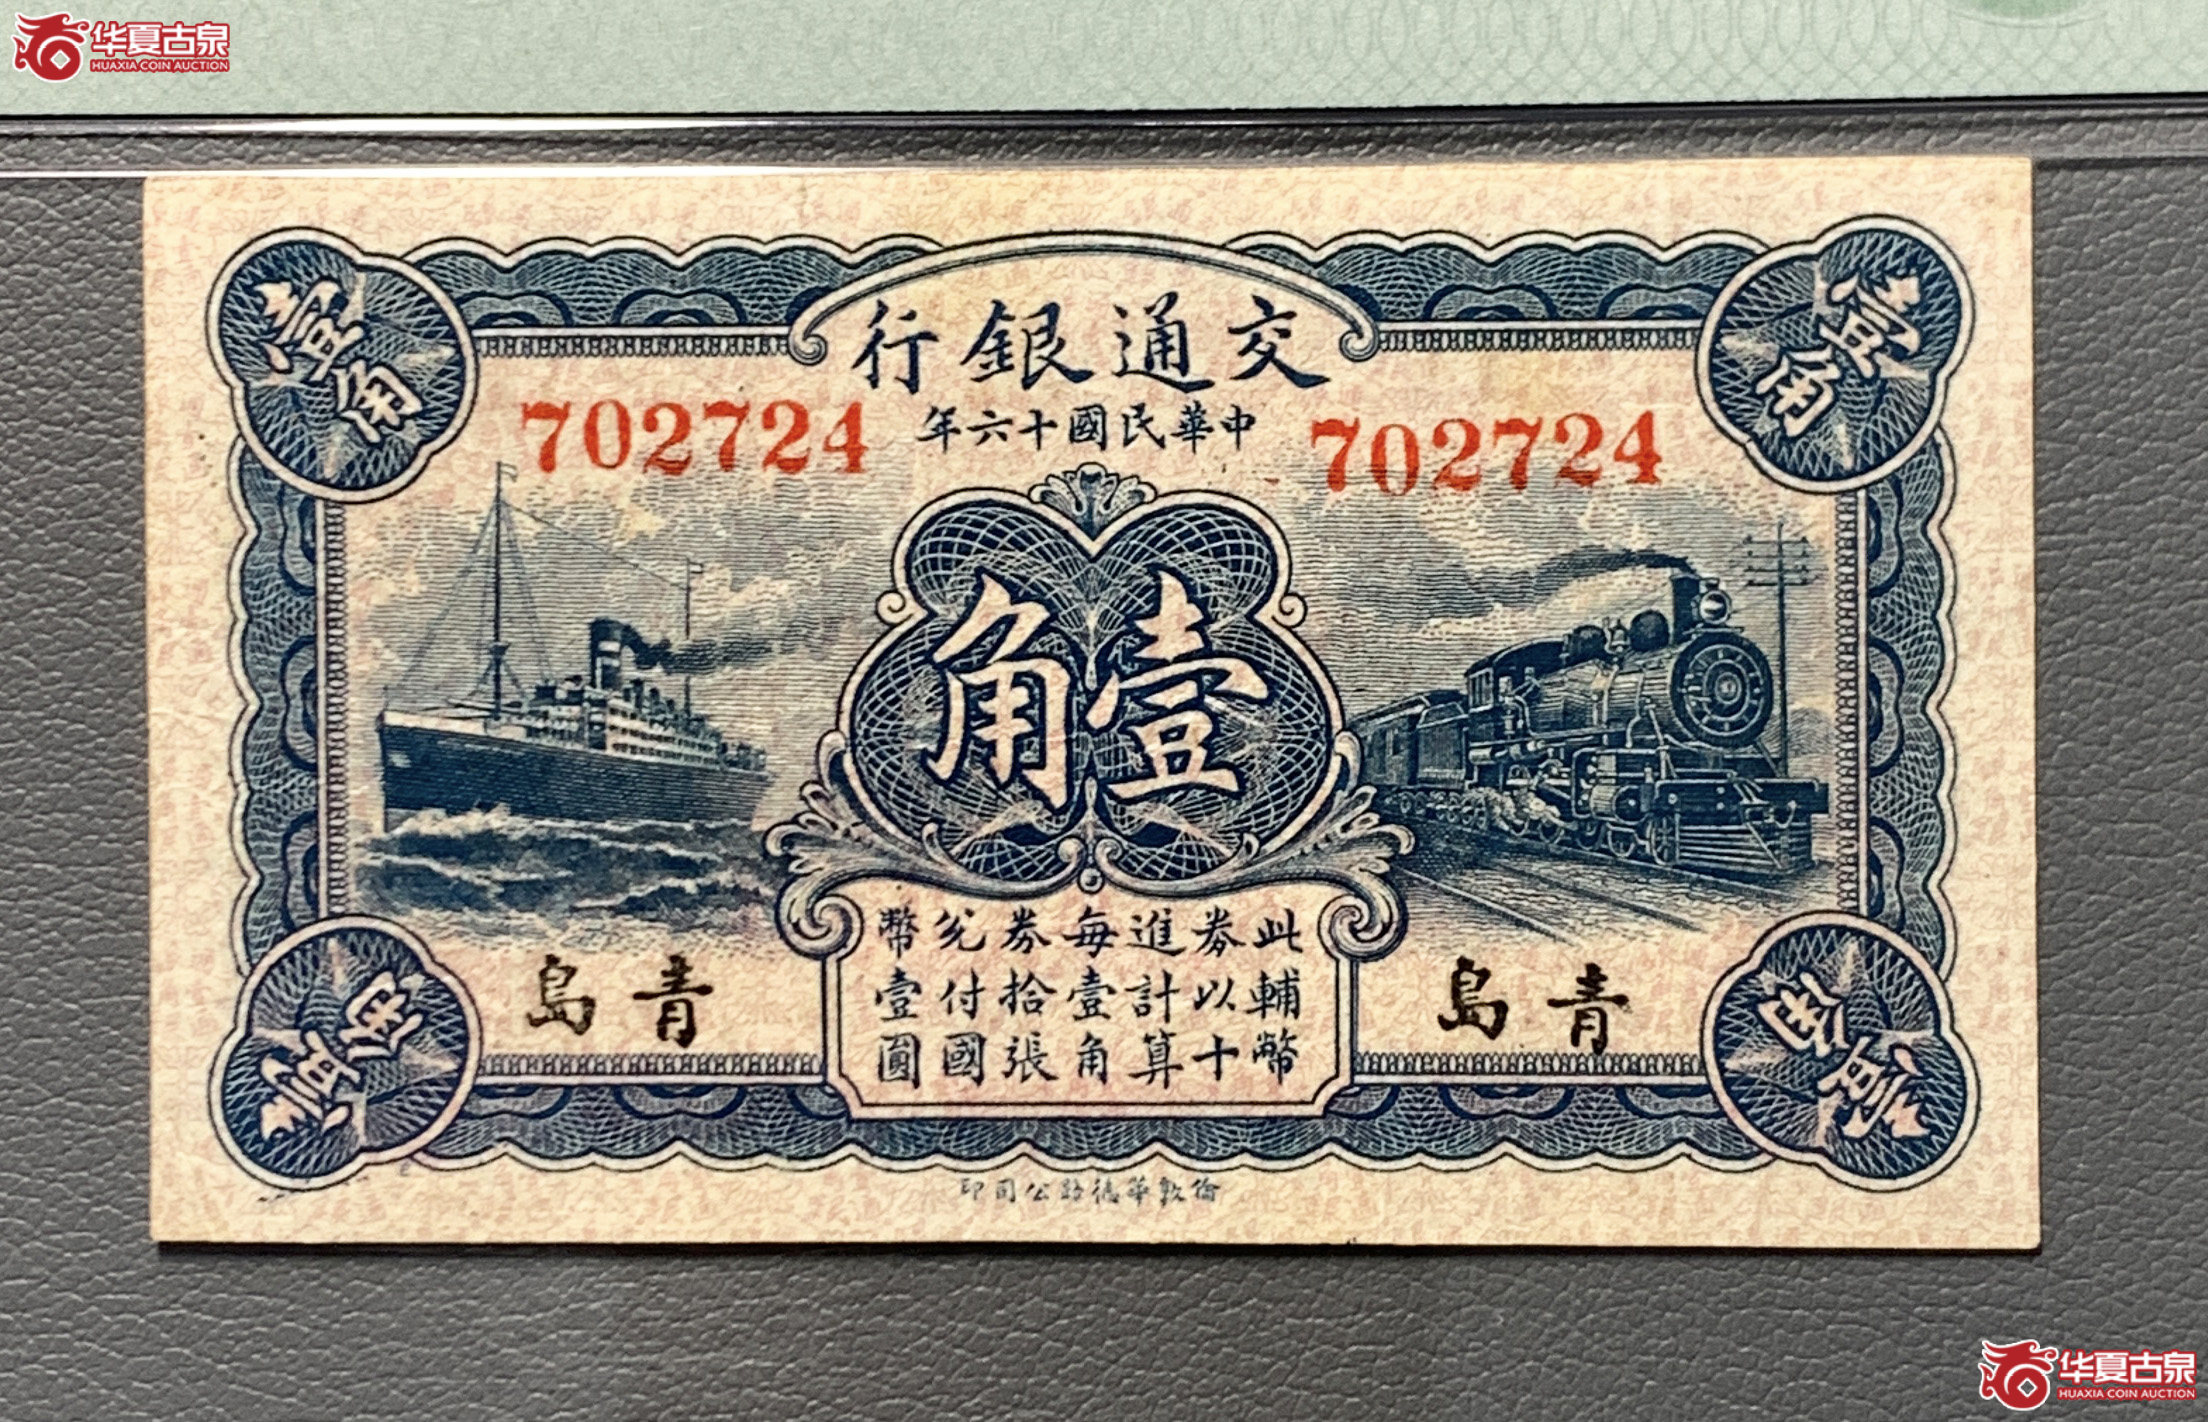 华夏古泉
HUAXIA COIN AUCTION
壹角
壹角
交通銀行
中華民國十六年
702724
702724
壹角
此輔幣
券以十
進計算
每壹角
券拾張
兌付國
幣壹圓
青島
青島
壹角
壹角
倫敦華德路公司印
华夏古泉
HUAXIA COIN AUCTION